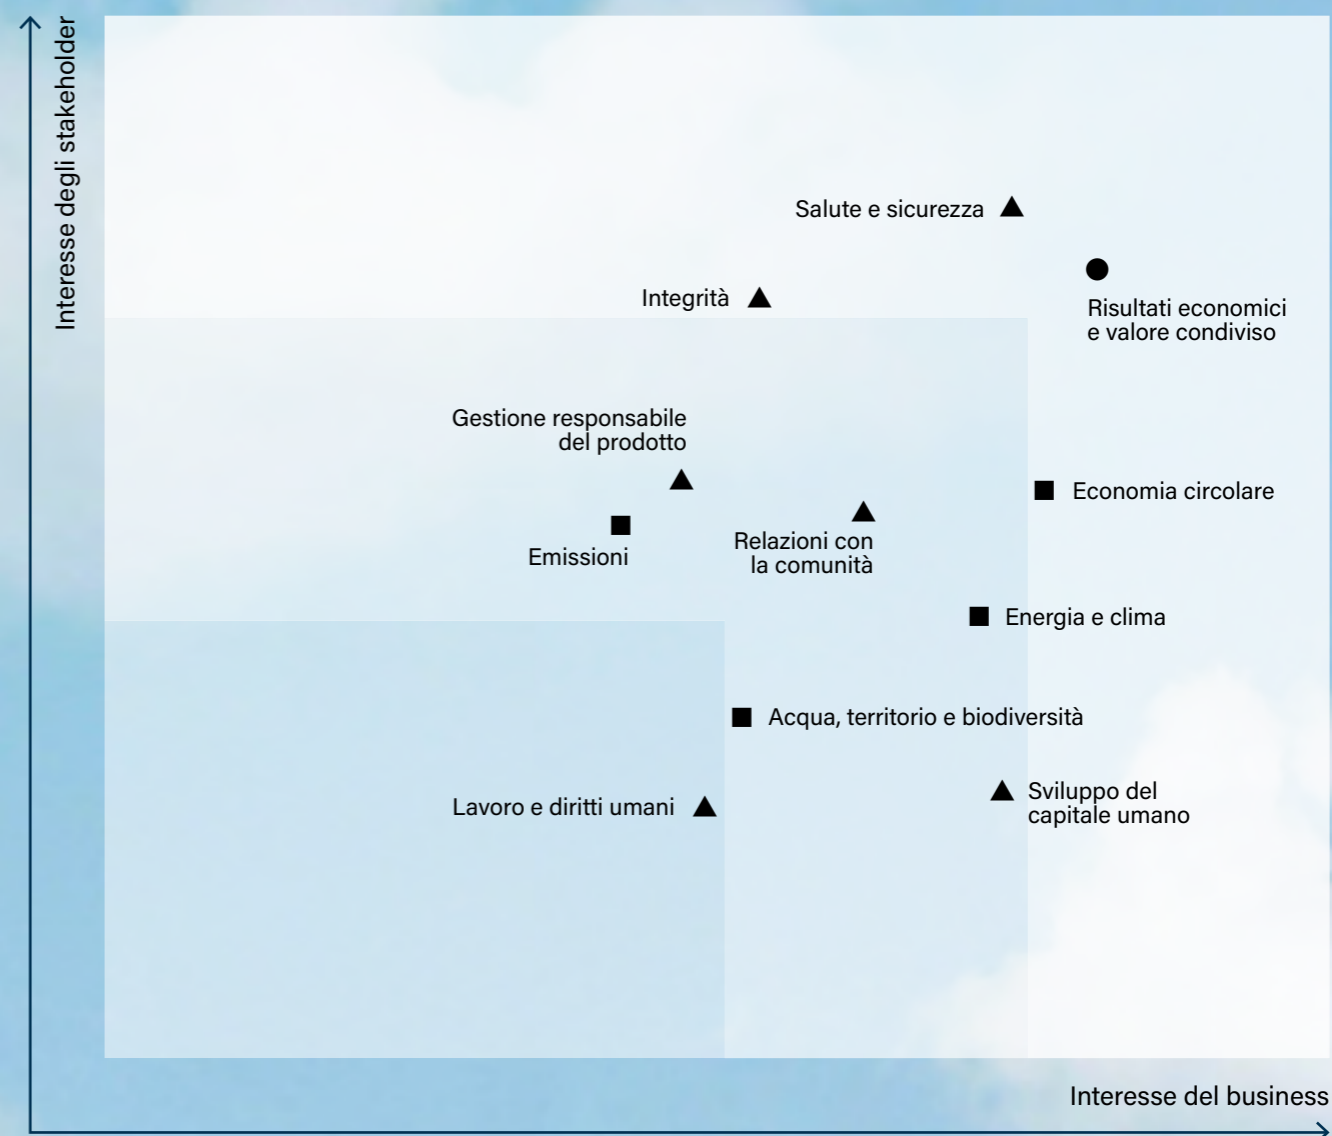 Interesse degli stakeholder
Salute e sicurezza
Integrità
Risultati economici
e valore condiviso
Gestione responsabile
del prodotto
Economia circolare
Emissioni
Relazioni con
la comunità
Energia e clima
Acqua, territorio e biodiversità
Lavoro e diritti umani
Sviluppo del
capitale umano
Interesse del business